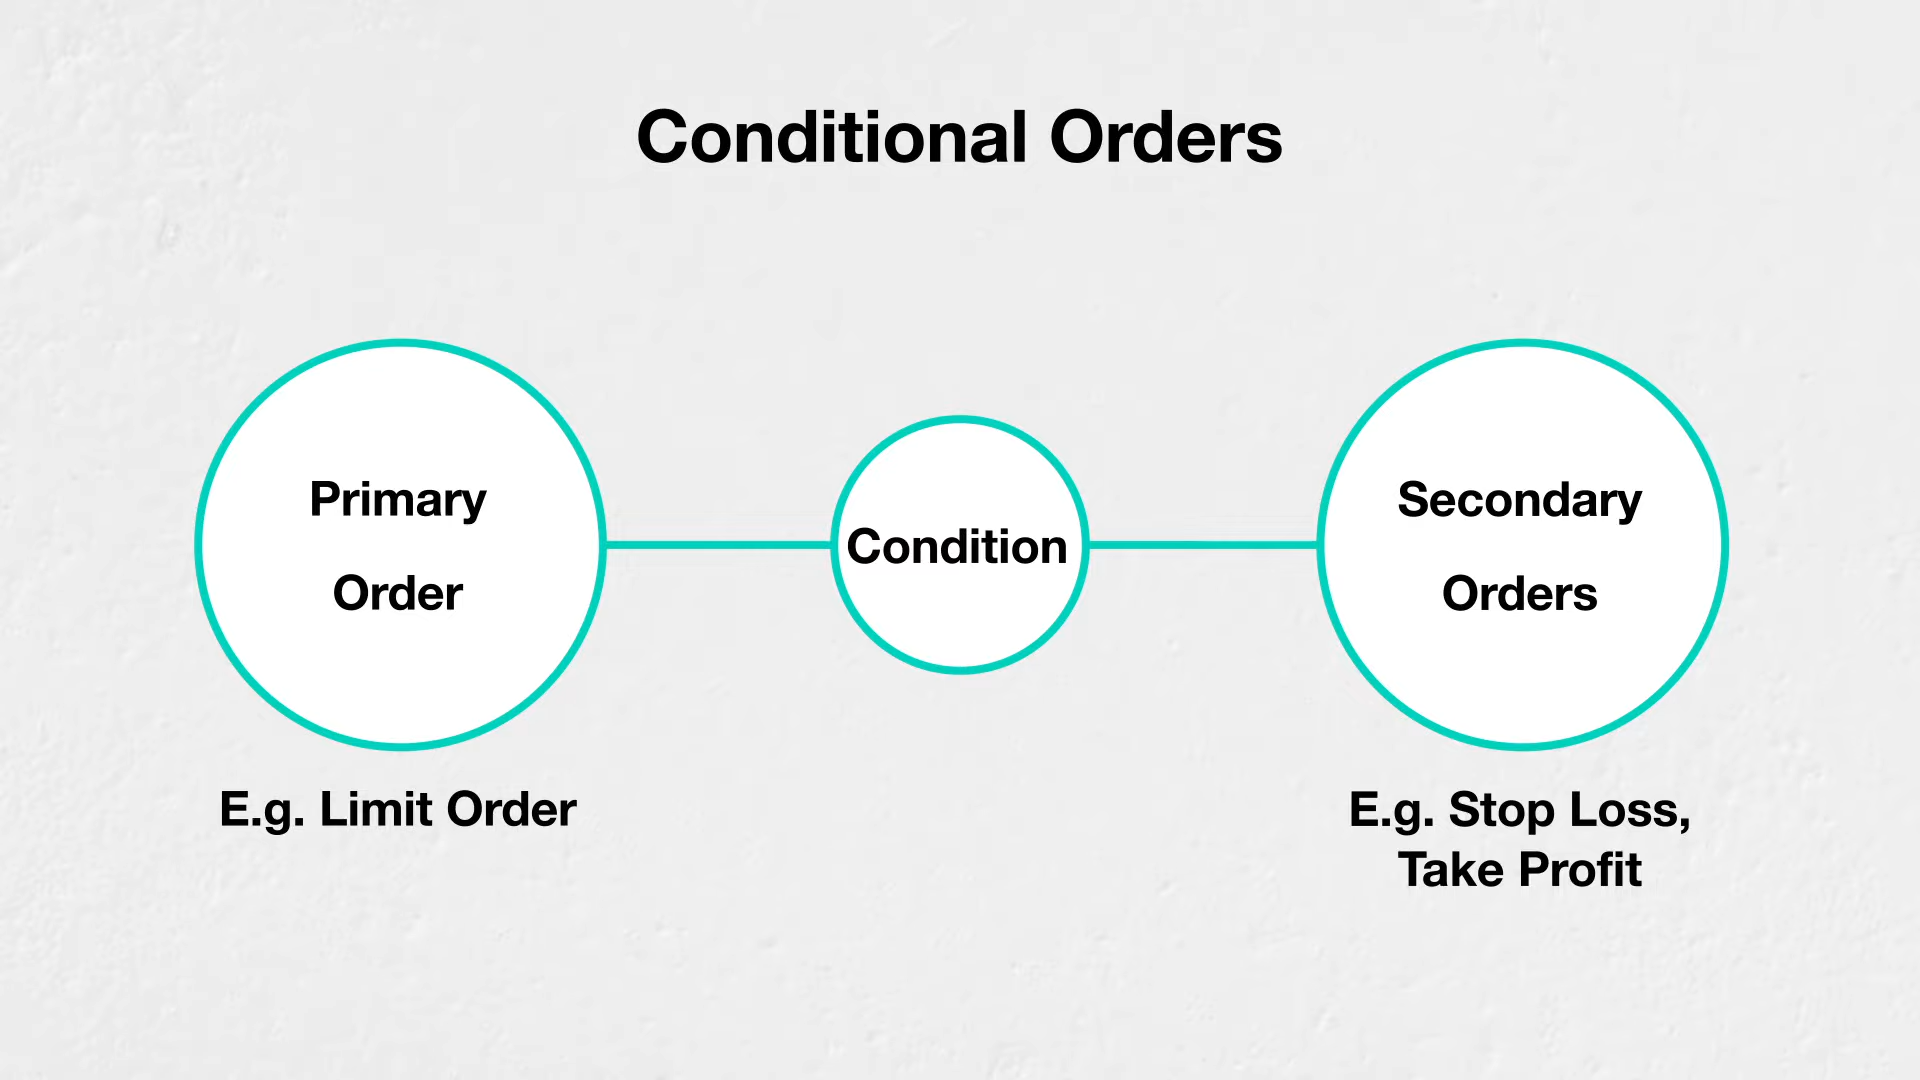 Conditional Orders
Primary
Order
Condition
Secondary
Orders
E.g. Limit Order
E.g. Stop Loss,
Take Profit